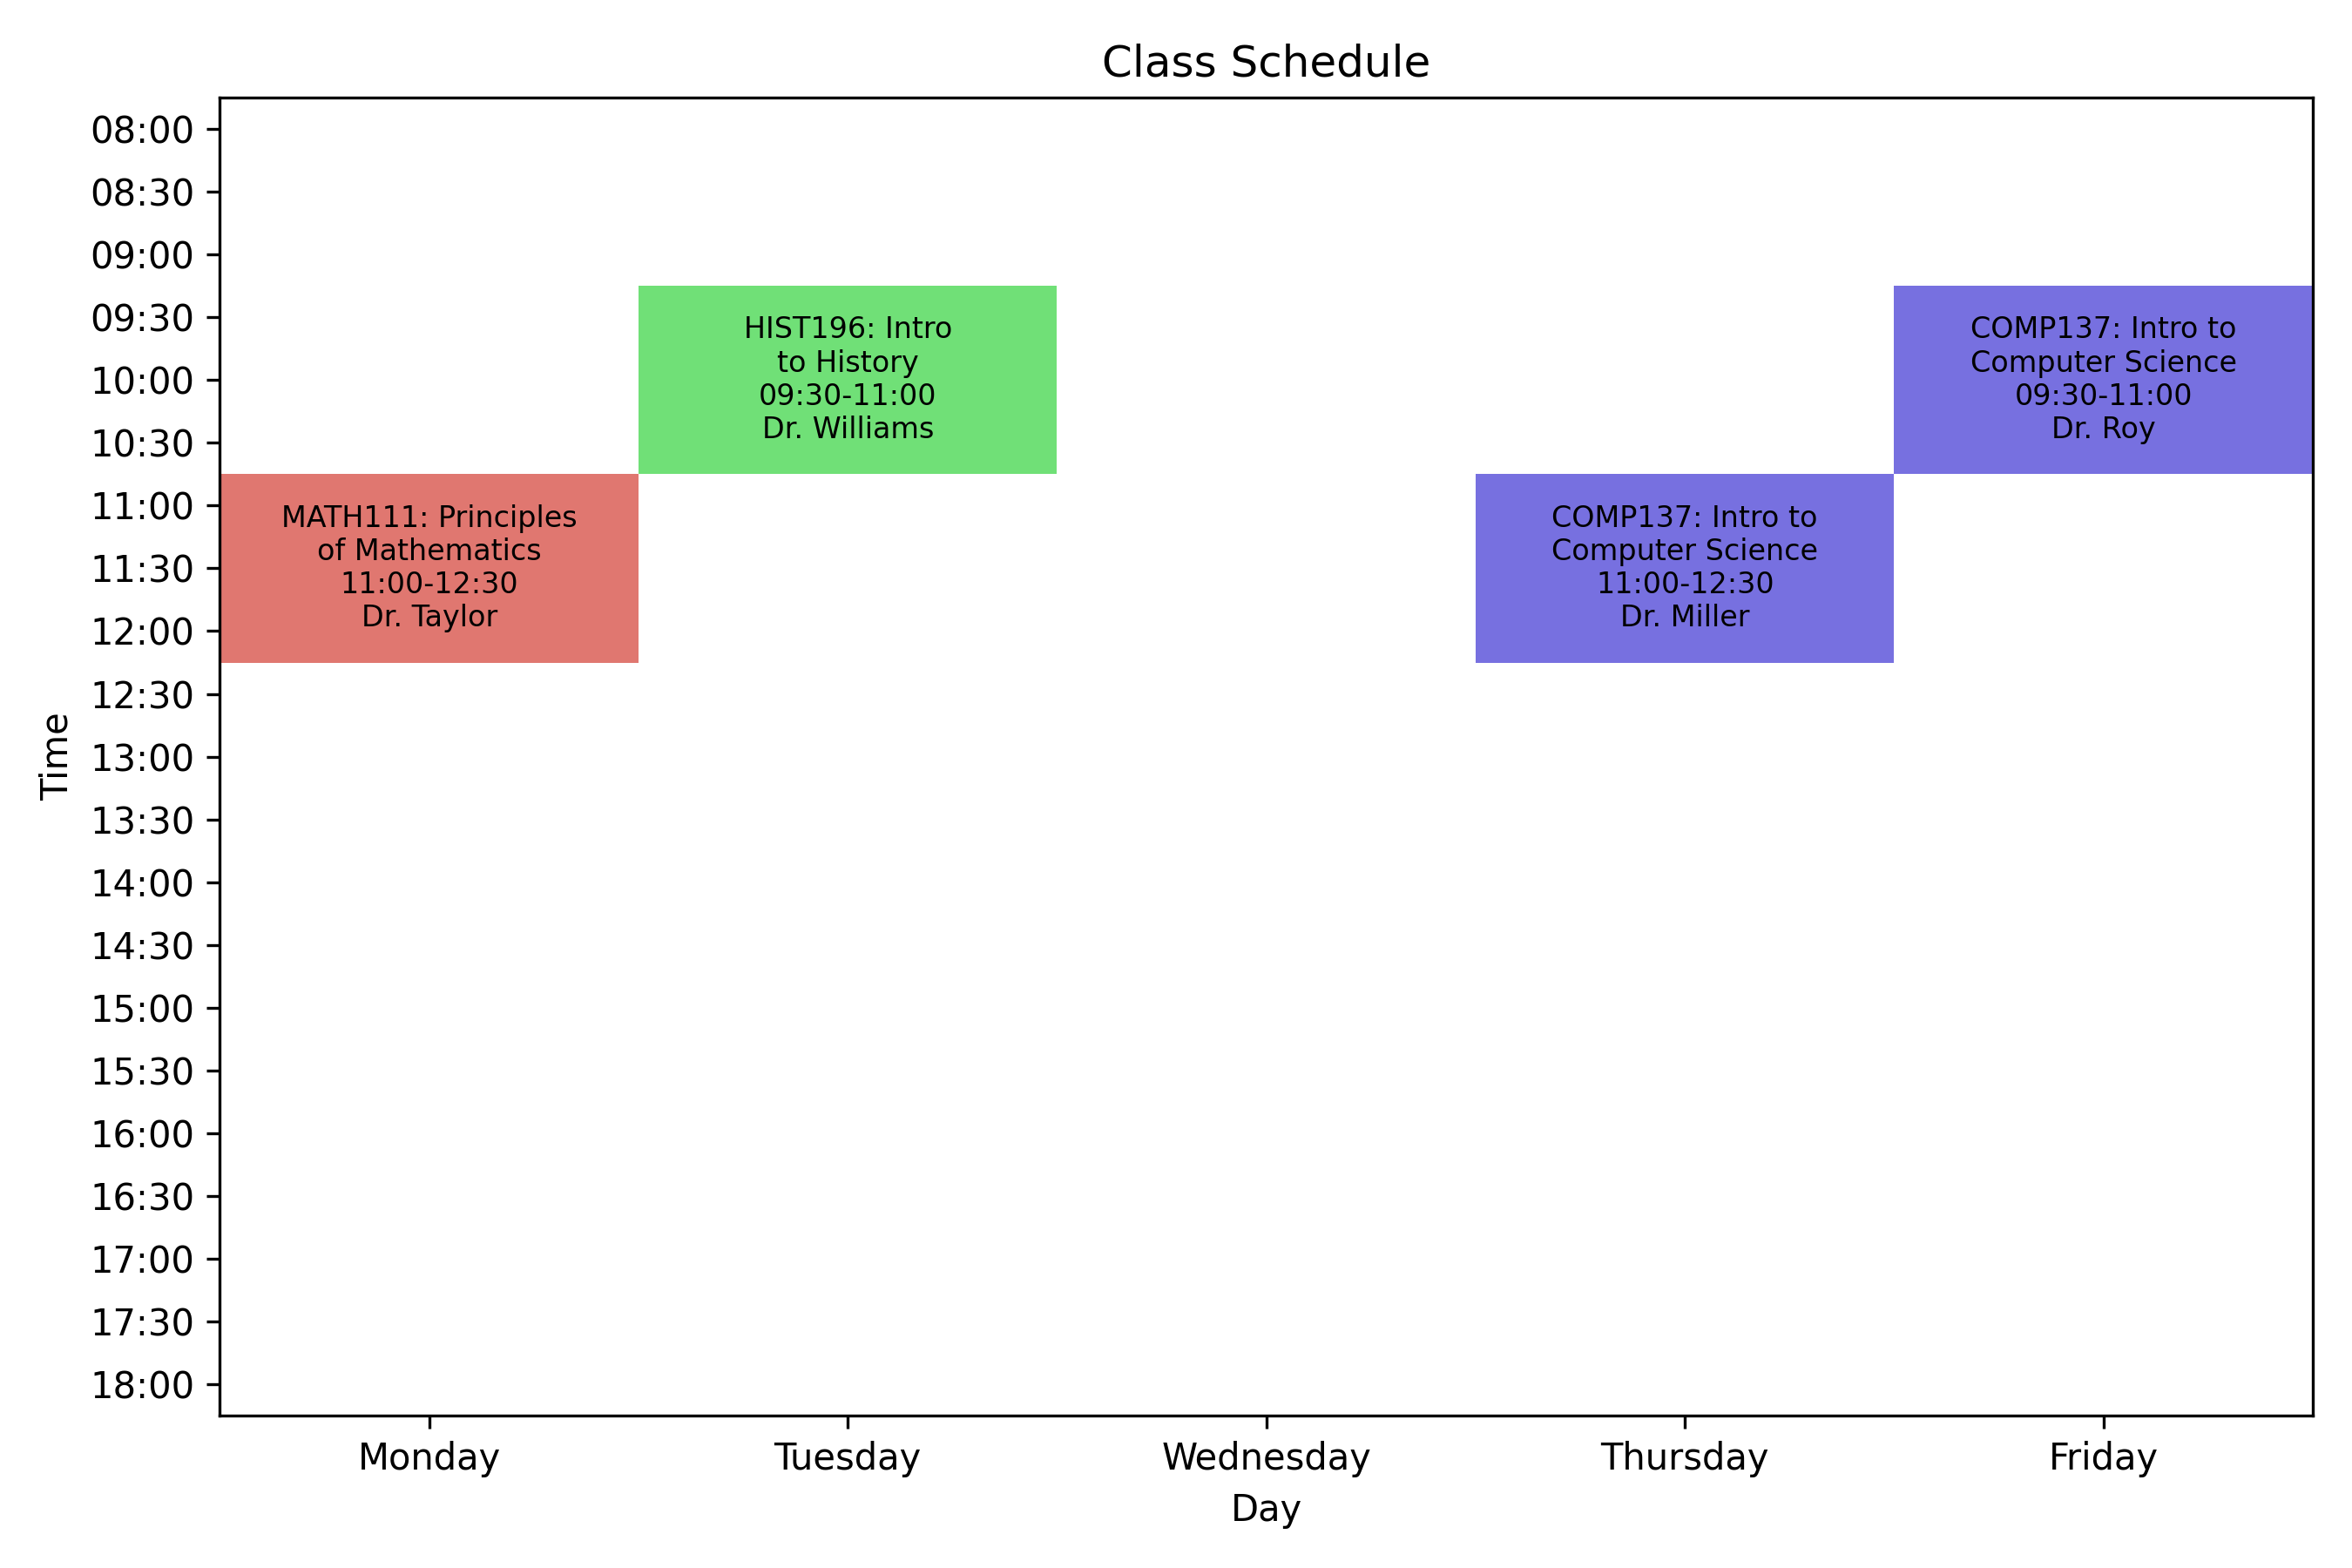 Class Schedule
08:00
08:30
09:00
09:30
10:00
10:30
11:00
11:30
12:00
12:30
13:00
13:30
14:00
14:30
15:00
15:30
16:00
16:30
17:00
17:30
18:00
Time
MATH111: Principles
of Mathematics
11:00-12:30
Dr. Taylor
HIST196: Intro
to History
09:30-11:00
Dr. Williams
COMP137: Intro to
Computer Science
11:00-12:30
Dr. Miller
COMP137: Intro to
Computer Science
09:30-11:00
Dr. Roy
Monday
Tuesday
Wednesday
Thursday
Friday
Day